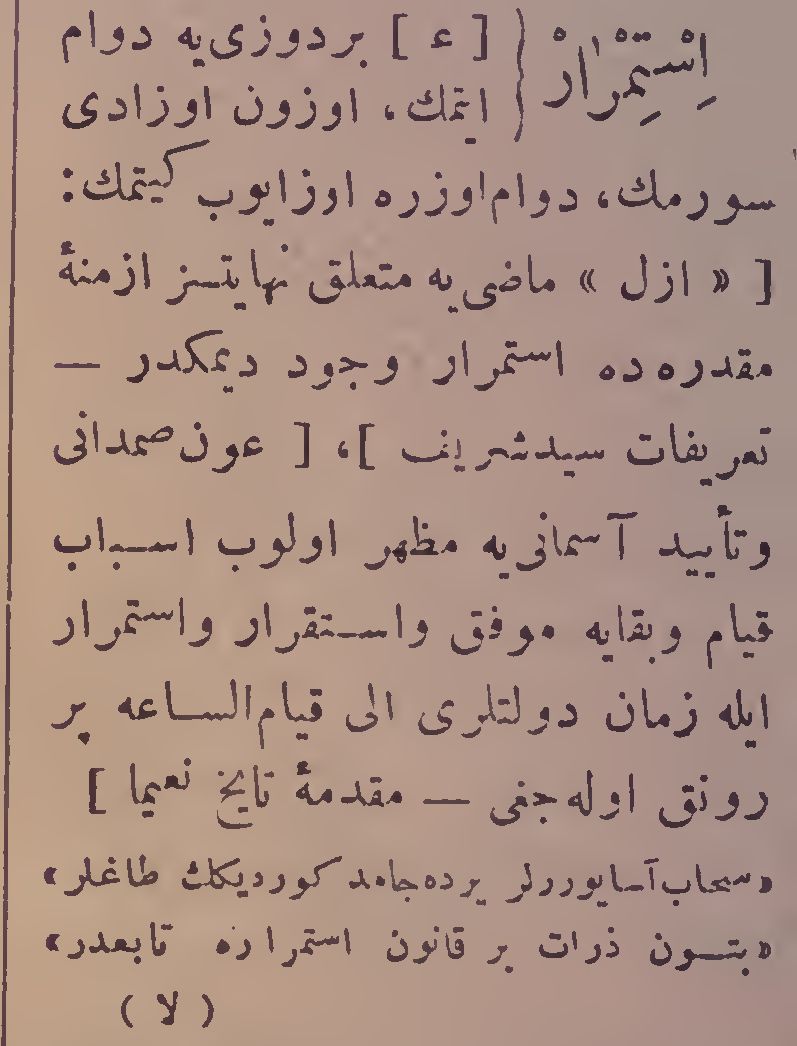 اِسْتِمْرَارْ { [ ع ] بردوزی‌یه دوام
ایتمك، اوزون اوزادی
سورمك، دوام‌اوزره اوزایوب كیتمك:
[ « ازل » ماضی‌یه متعلق نهایتسز ازمنهٔ
مقدره‌ده استمرار وجود دیمكدر —
تعریفات سیدشریف ]، [ عون‌صمدانی
وتأیید آسمانی‌یه مظهر اولوب اسباب
قیام وبقایه موفق واستقرار واستمرار
ایله زمان دولتلری الی قیام‌الساعه پر
رونق اوله‌جغی — مقدمهٔ تاریخ نعیما ]
«سحاب‌آسایوررلر یرده‌جامد كوردیكك طاغلر»
«بتـون ذرات بر قانون استمراره تابعدر»
( لا )